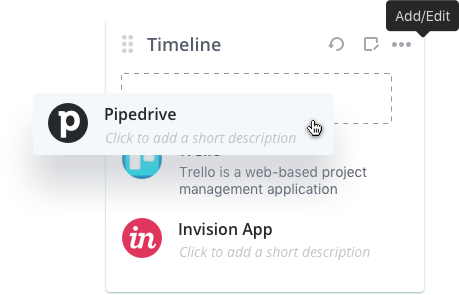 Add/Edit
Timeline
Pipedrive
Click to add a short description
Trello is a web-based project
management application
in
Invision App
Click to add a short description